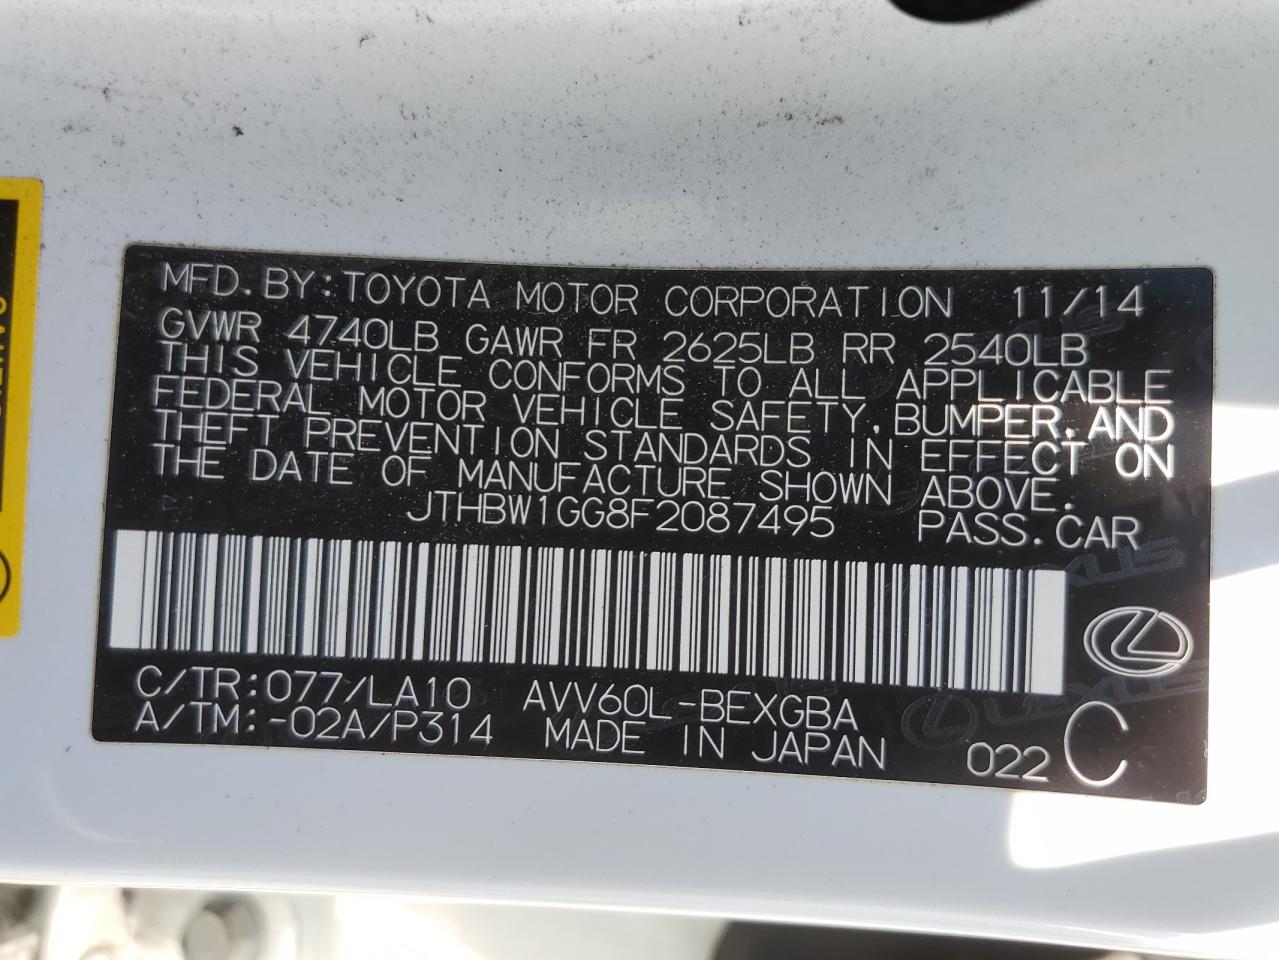 MFD. BY: TOYOTA MOTOR CORPORATION 11/14
GVWR 4740LB GAWR FR 2625LB RR 2540LB
THIS VEHICLE CONFORMS TO ALL APPLICABLE
FEDERAL MOTOR VEHICLE SAFETY, BUMPER, AND
THEFT PREVENTION STANDARDS IN EFFECT ON
THE DATE OF MANUFACTURE SHOWN ABOVE.
JTHBW1GG8F2087495 PASS. CAR
C/TR: 077/LA10 AVV60L-BEXGBA
A/TM: -02A/P314 MADE IN JAPAN 022 C